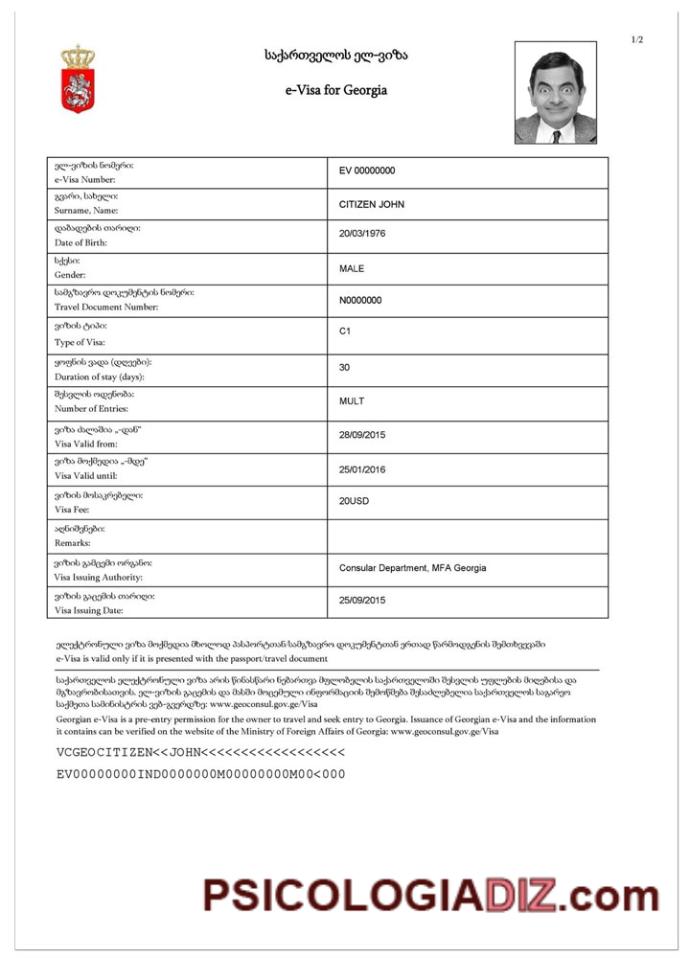 1/2
საქართველოს ელ-ვიზა
e-Visa for Georgia
ელ-ვიზის ნომერი:
e-Visa Number:
EV 00000000
გვარი, სახელი:
Surname, Name:
CITIZEN JOHN
დაბადების თარიღი:
Date of Birth:
20/03/1976
სქესი:
Gender:
MALE
სამგზავრო დოკუმენტის ნომერი:
Travel Document Number:
N0000000
ვიზის ტიპი:
Type of Visa:
C1
ყოფნის ვადა (დღეები):
Duration of stay (days):
30
შესვლის ოდენობა:
Number of Entries:
MULT
ვიზა ძალაშია „-დან“
Visa Valid from:
28/09/2015
ვიზა მოქმედია „-მდე“
Visa Valid until:
25/01/2016
ვიზის მოსაკრებელი:
Visa Fee:
20USD
აღნიშვნები:
Remarks:
ვიზის გამცემი ორგანო:
Visa Issuing Authority:
Consular Department, MFA Georgia
ვიზის გაცემის თარიღი:
Visa Issuing Date:
25/09/2015
ელექტრონული ვიზა მოქმედია მხოლოდ პასპორტთან/სამგზავრო დოკუმენტთან ერთად წარმოდგენის შემთხვევაში
e-Visa is valid only if it is presented with the passport/travel document
საქართველოს ელექტრონული ვიზა არის წინასწარი ნებართვა მფლობელის საქართველოში შესვლის უფლების მიღებისა და
მგზავრობისათვის. ელ-ვიზის გაცემის და მასში მოცემული ინფორმაციის შემოწმება შესაძლებელია საქართველოს საგარეო
საქმეთა სამინისტროს ვებ-გვერდზე: www.geoconsul.gov.ge/Visa
Georgian e-Visa is a pre-entry permission for the owner to travel and seek entry to Georgia. Issuance of Georgian e-Visa and the information
it contains can be verified on the website of the Ministry of Foreign Affairs of Georgia: www.geoconsul.gov.ge/Visa
VCGEOCITIZEN<<JOHN<<<<<<<<<<<<<<<<<<
EV00000000IND0000000M00000000M00<000
PSICOLOGIADIZ.com